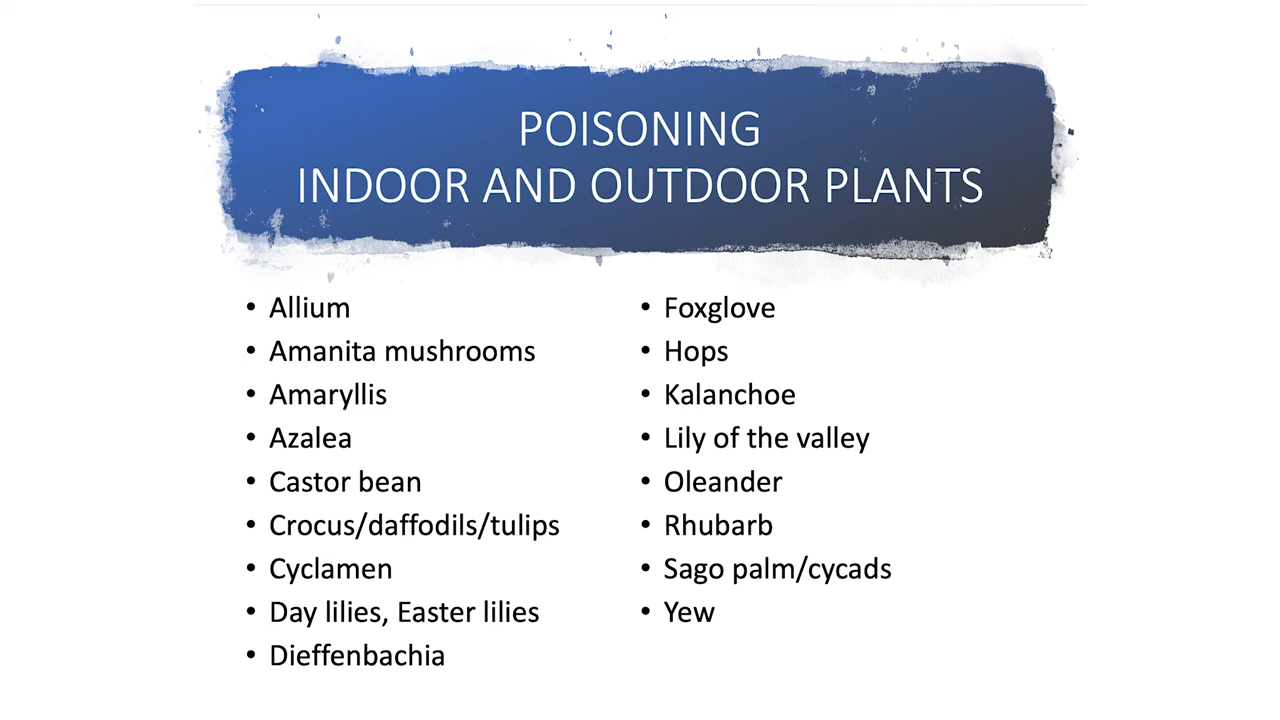 POISONING
INDOOR AND OUTDOOR PLANTS
• Allium
• Amanita mushrooms
• Amaryllis
• Azalea
• Castor bean
• Crocus/daffodils/tulips
• Cyclamen
• Day lilies, Easter lilies
• Dieffenbachia
• Foxglove
• Hops
• Kalanchoe
• Lily of the valley
• Oleander
• Rhubarb
• Sago palm/cycads
• Yew